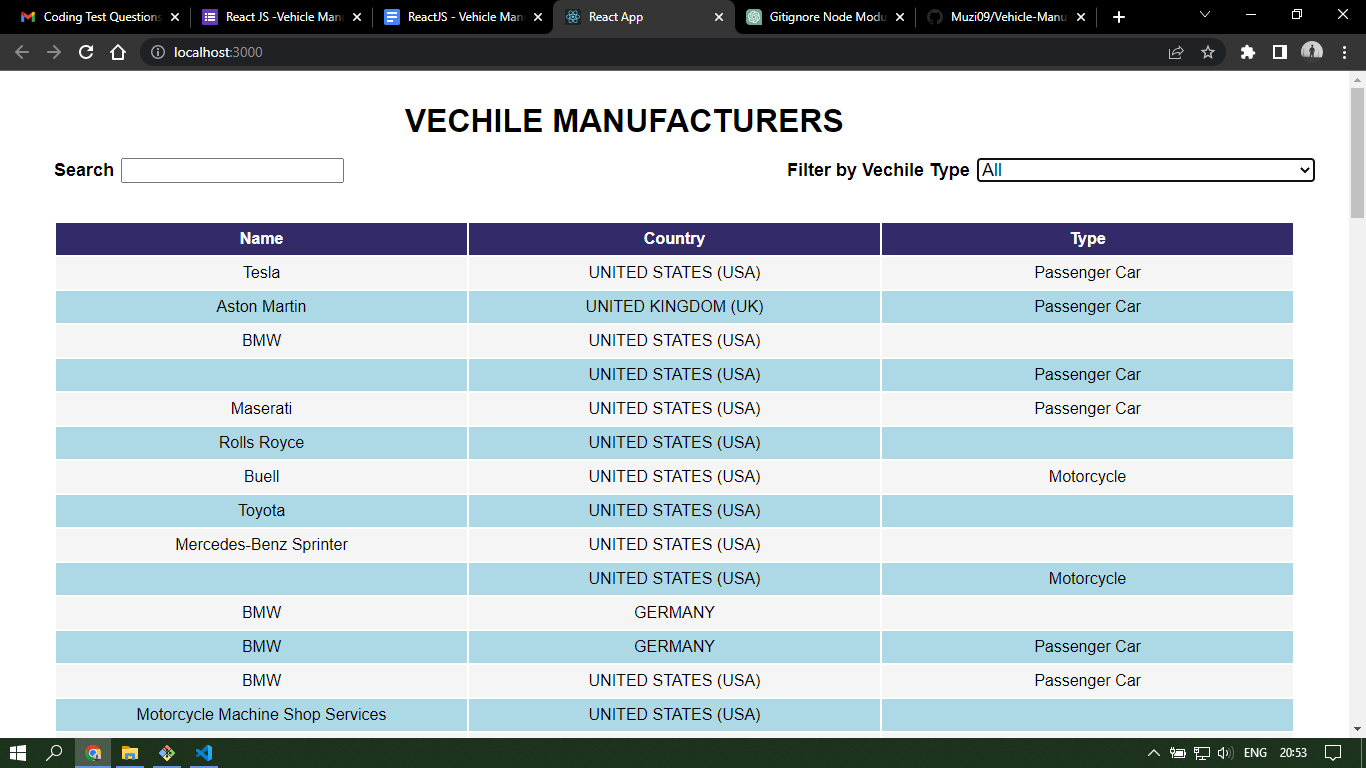 Coding Test Questions
React JS -Vehicle Man
ReactJS - Vehicle Man
React App
Gitignore Node Modu
Muzi09/Vehicle-Manu
localhost:3000
VECHILE MANUFACTURERS
Search
Filter by Vechile Type All
Name Country Type
Tesla UNITED STATES (USA) Passenger Car
Aston Martin UNITED KINGDOM (UK) Passenger Car
BMW UNITED STATES (USA)
UNITED STATES (USA) Passenger Car
Maserati UNITED STATES (USA) Passenger Car
Rolls Royce UNITED STATES (USA)
Buell UNITED STATES (USA) Motorcycle
Toyota UNITED STATES (USA)
Mercedes-Benz Sprinter UNITED STATES (USA)
UNITED STATES (USA) Motorcycle
BMW GERMANY
BMW GERMANY Passenger Car
BMW UNITED STATES (USA) Passenger Car
Motorcycle Machine Shop Services UNITED STATES (USA)
ENG 20:53